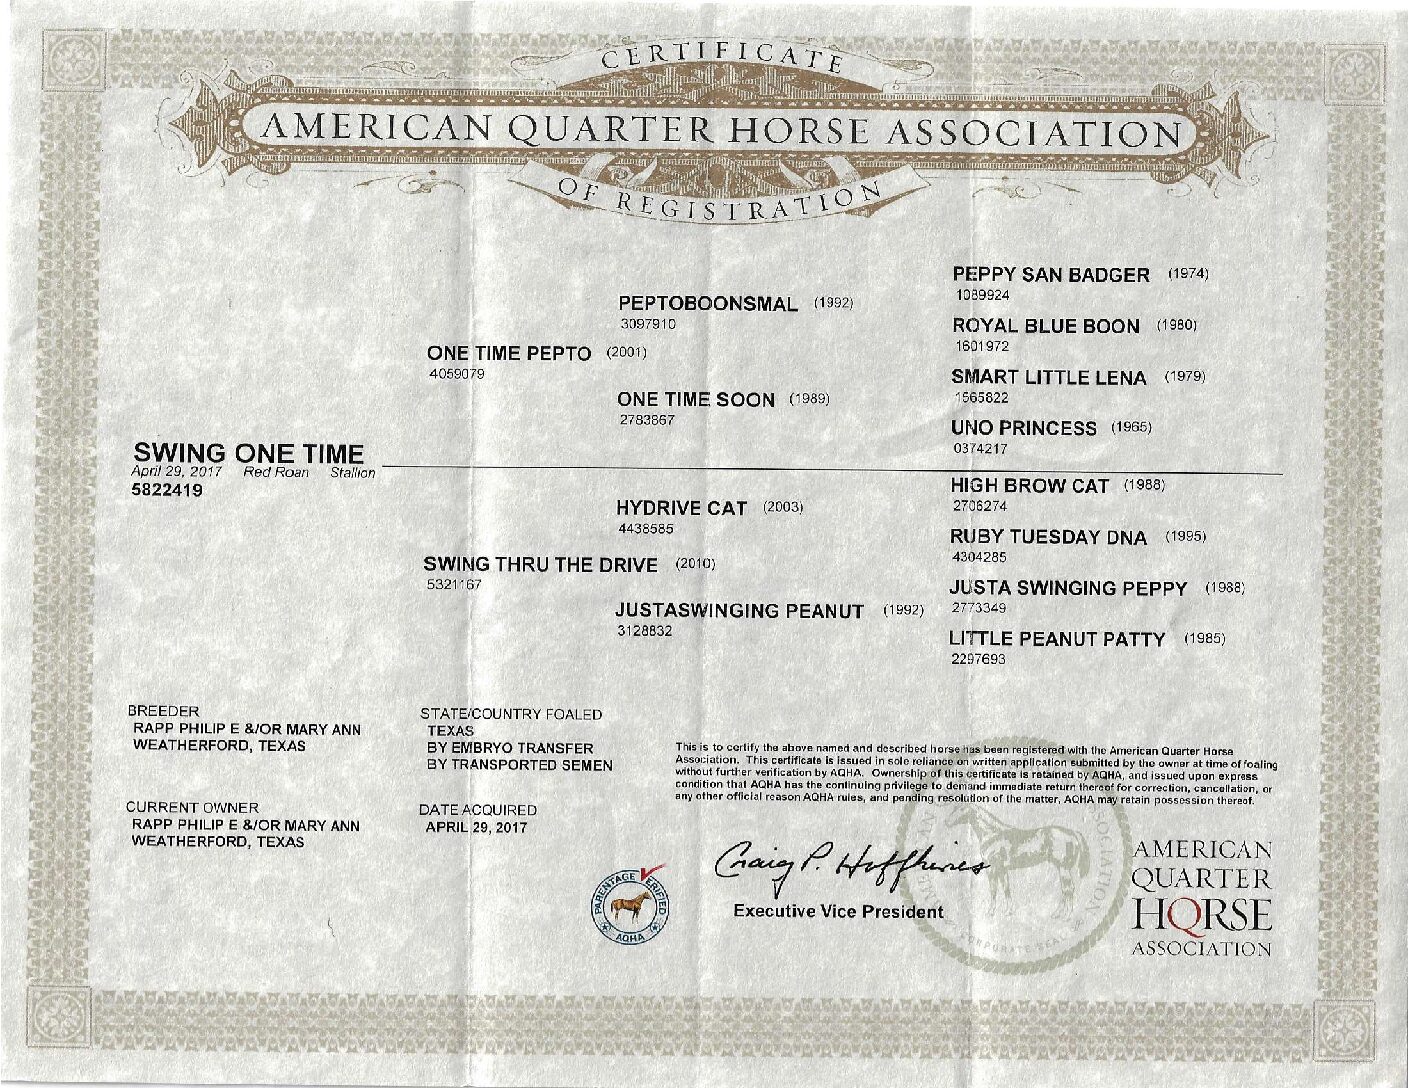 CERTIFICATE
AMERICAN QUARTER HORSE ASSOCIATION
OF REGISTRATION
PEPPY SAN BADGER (1974)
1089924
PEPTOBOONSMAL (1992)
3097910
ROYAL BLUE BOON (1980)
1601972
ONE TIME PEPTO (2001)
4059079
SMART LITTLE LENA (1979)
1565822
ONE TIME SOON (1989)
2783867
UNO PRINCESS (1965)
0374217
SWING ONE TIME
April 29, 2017 Red Roan Stallion
5822419
HIGH BROW CAT (1988)
2706274
HYDRIVE CAT (2003)
4438585
RUBY TUESDAY DNA (1995)
4304285
SWING THRU THE DRIVE (2010)
5321167
JUSTA SWINGING PEPPY (1988)
2773349
JUSTASWINGING PEANUT (1992)
3128832
LITTLE PEANUT PATTY (1985)
2297693
BREEDER
RAPP PHILIP E &/OR MARY ANN
WEATHERFORD, TEXAS
STATE/COUNTRY FOALED
TEXAS
BY EMBRYO TRANSFER
BY TRANSPORTED SEMEN
CURRENT OWNER
RAPP PHILIP E &/OR MARY ANN
WEATHERFORD, TEXAS
DATE ACQUIRED
APRIL 29, 2017
This is to certify the above named and described horse has been registered with the American Quarter Horse
Association. This certificate is issued in sole reliance on written application submitted by the owner at time of foaling
without further verification by AQHA. Ownership of this certificate is retained by AQHA, and issued upon express
condition that AQHA has the continuing privilege to demand immediate return thereof for correction, cancellation, or
any other official reason AQHA rules, and pending resolution of the matter, AQHA may retain possession thereof.
Craig P. Huffhines
Executive Vice President
PARENTAGE VERIFIED
AQHA
AMERICAN
QUARTER
HORSE
ASSOCIATION